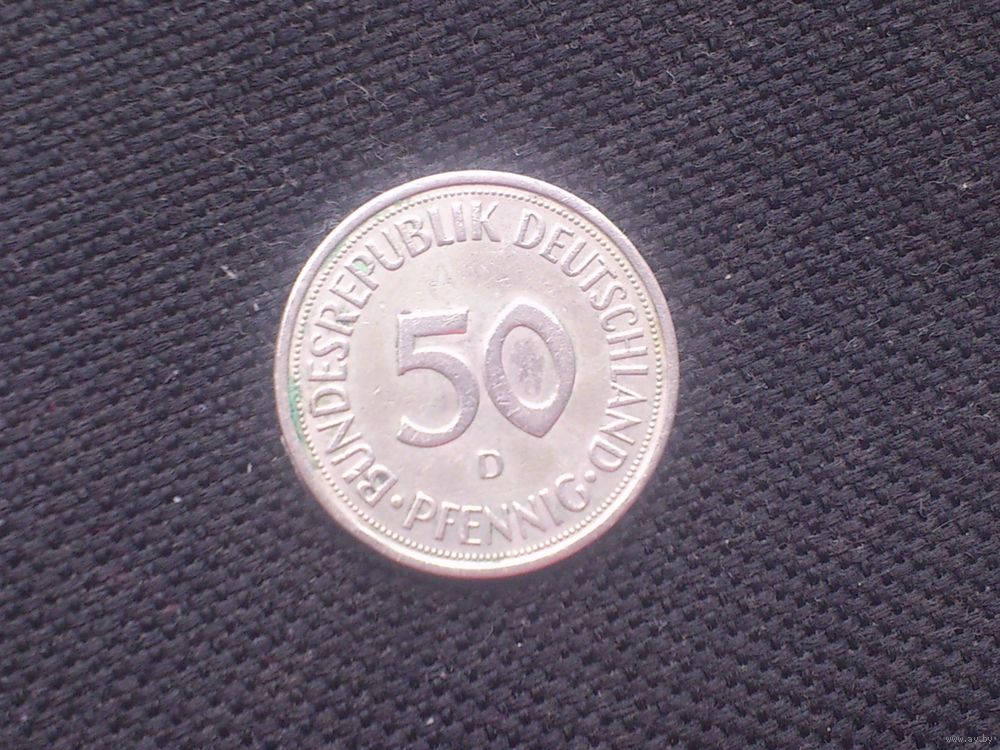 BUNDESREPUBLIK DEUTSCHLAND
50
D
· PFENNIG ·
www.ay.by